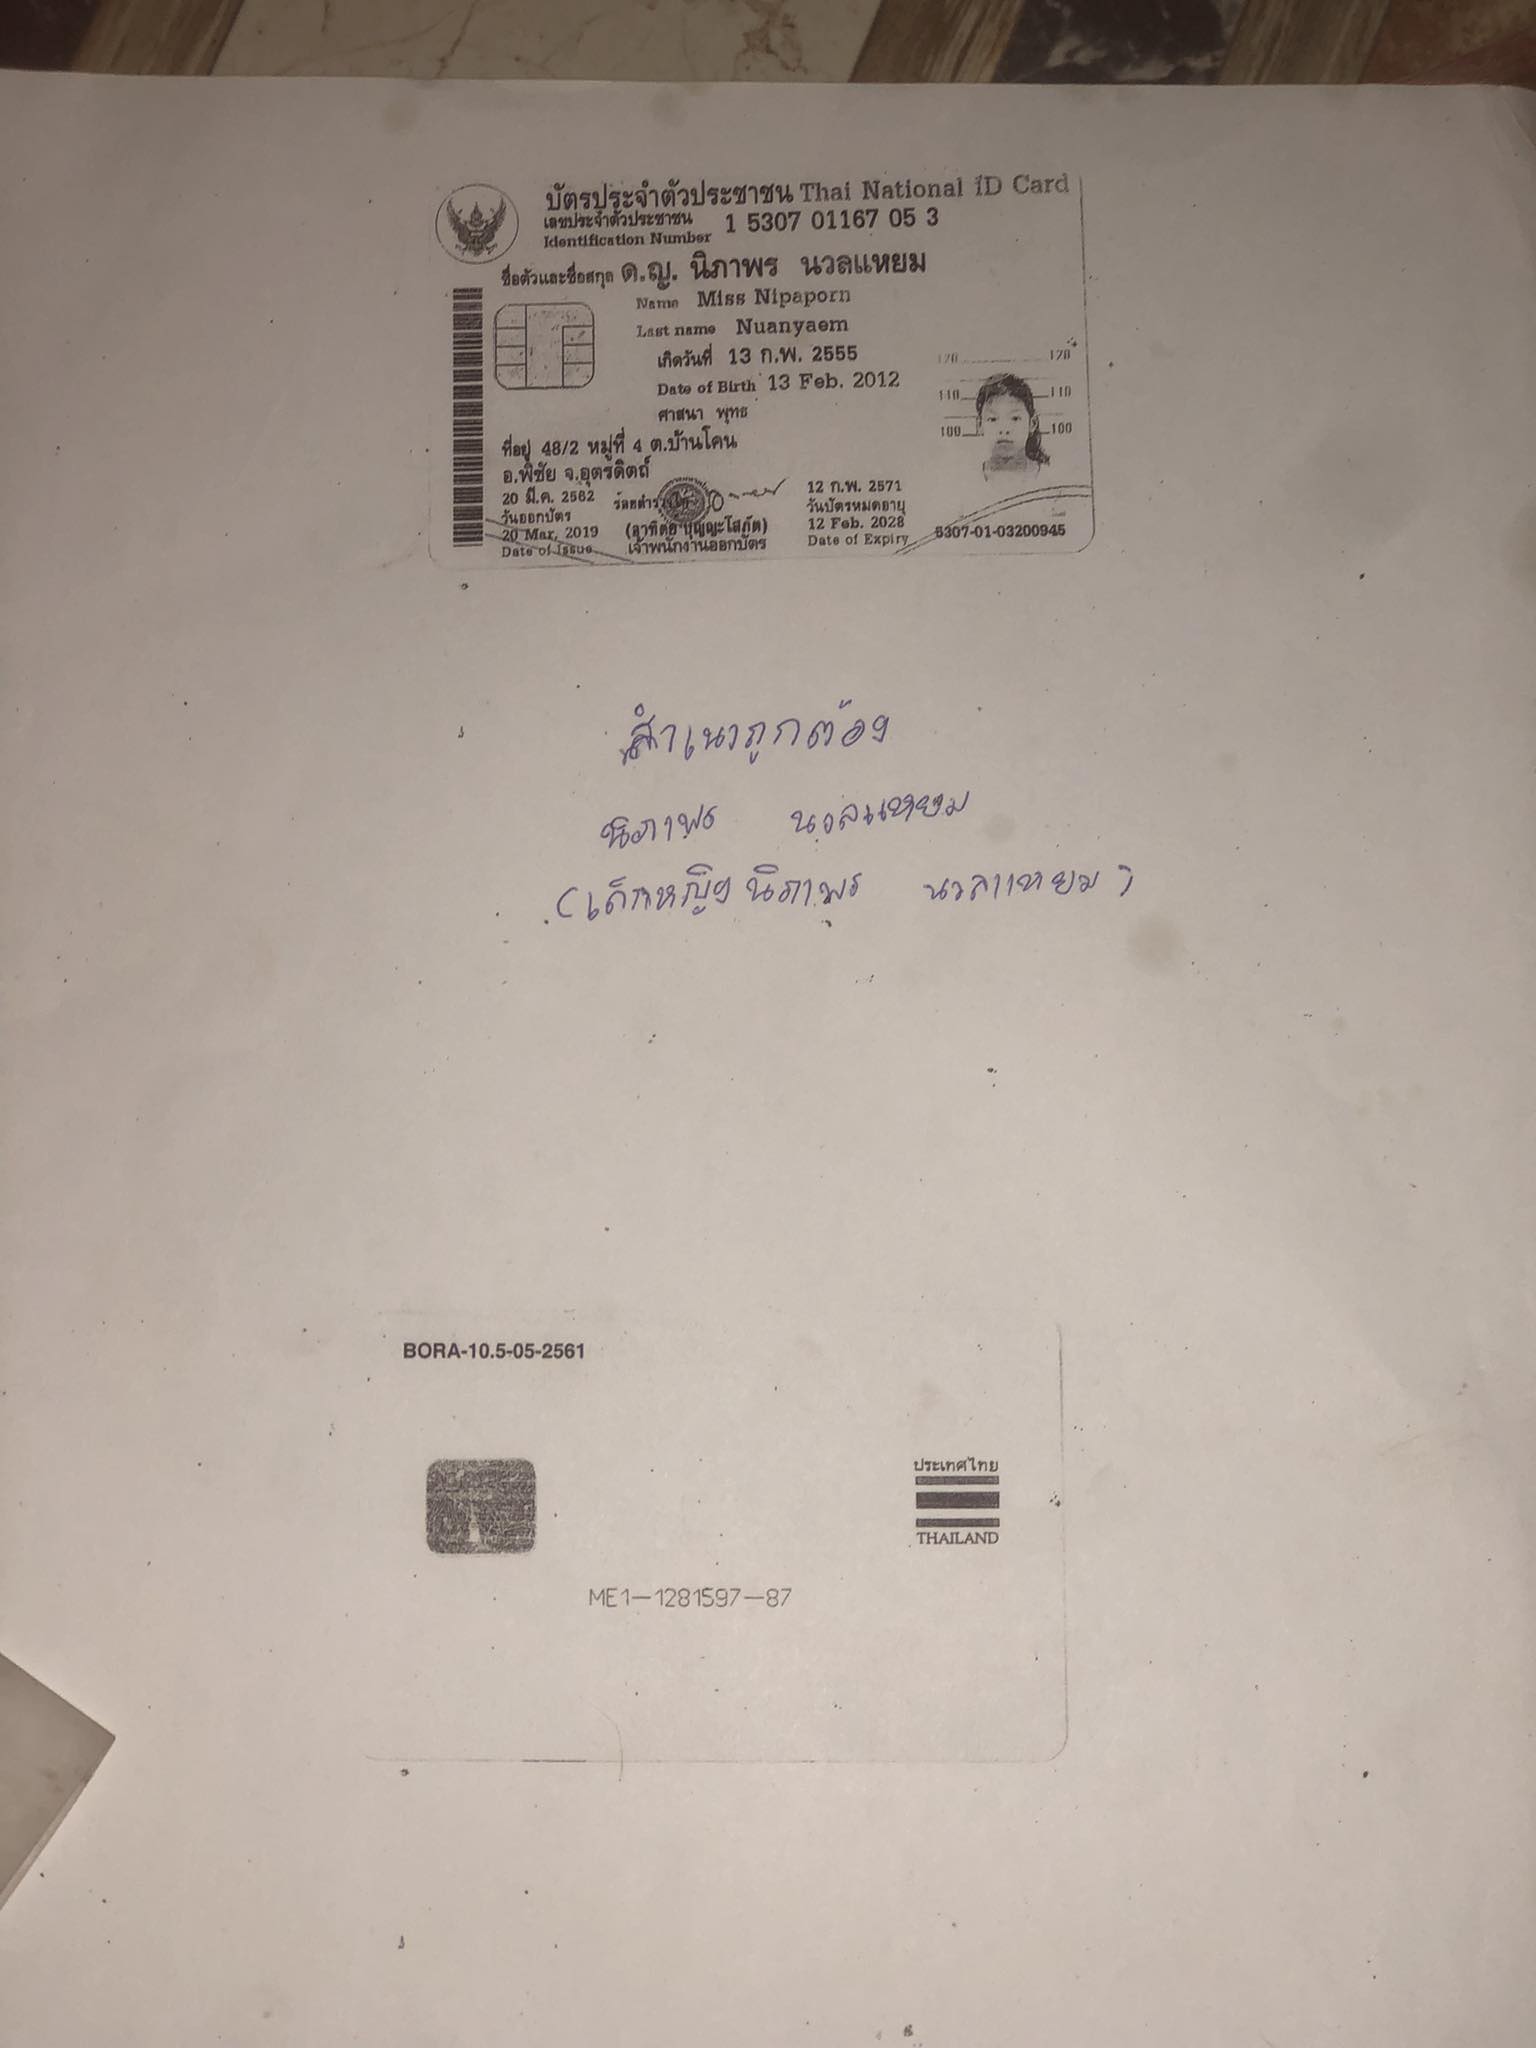 บัตรประจำตัวประชาชน Thai National ID Card
เลขประจำตัวประชาชน
Identification Number 1 5307 01167 05 3
ชื่อตัวและชื่อสกุล ด.ญ. นิภาพร นวลแหยม
Name Miss Nipaporn
Last name Nuanyaem
เกิดวันที่ 13 ก.พ. 2555
Date of Birth 13 Feb. 2012
ศาสนา พุทธ
ที่อยู่ 48/2 หมู่ที่ 4 ต.บ้านโคน
อ.พิชัย จ.อุตรดิตถ์
120 120
110 110
100 100
20 มี.ค. 2562
วันออกบัตร
20 Mar. 2019
Date of Issue
เจ้าพนักงานออกบัตร
12 ก.พ. 2571
วันบัตรหมดอายุ
12 Feb. 2028
Date of Expiry
5307-01-03200945
สำเนาถูกต้อง
นิภาพร นวลแหยม
(เด็กหญิง นิภาพร นวลแหยม)
BORA-10.5-05-2561
ประเทศไทย
THAILAND
ME1-1281597-87